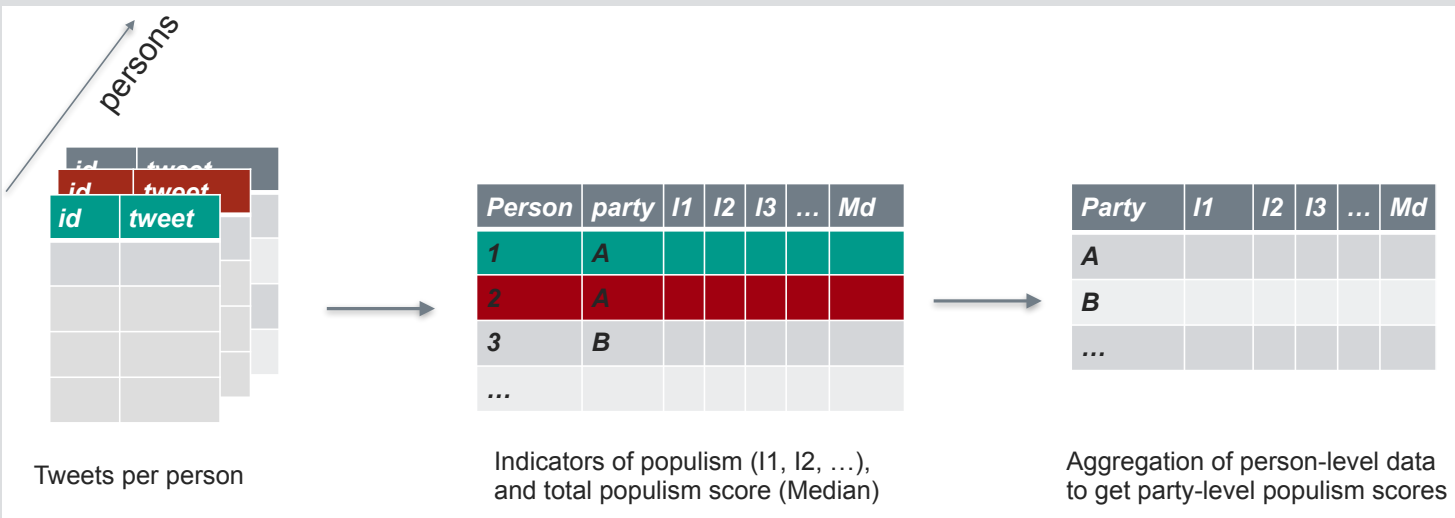 persons
id tweet
id tweet
id tweet
Person party I1 I2 I3 … Md
1 A
2 A
3 B
…
Party I1 I2 I3 … Md
A
B
…
Tweets per person
Indicators of populism (I1, I2, …),
and total populism score (Median)
Aggregation of person-level data
to get party-level populism scores